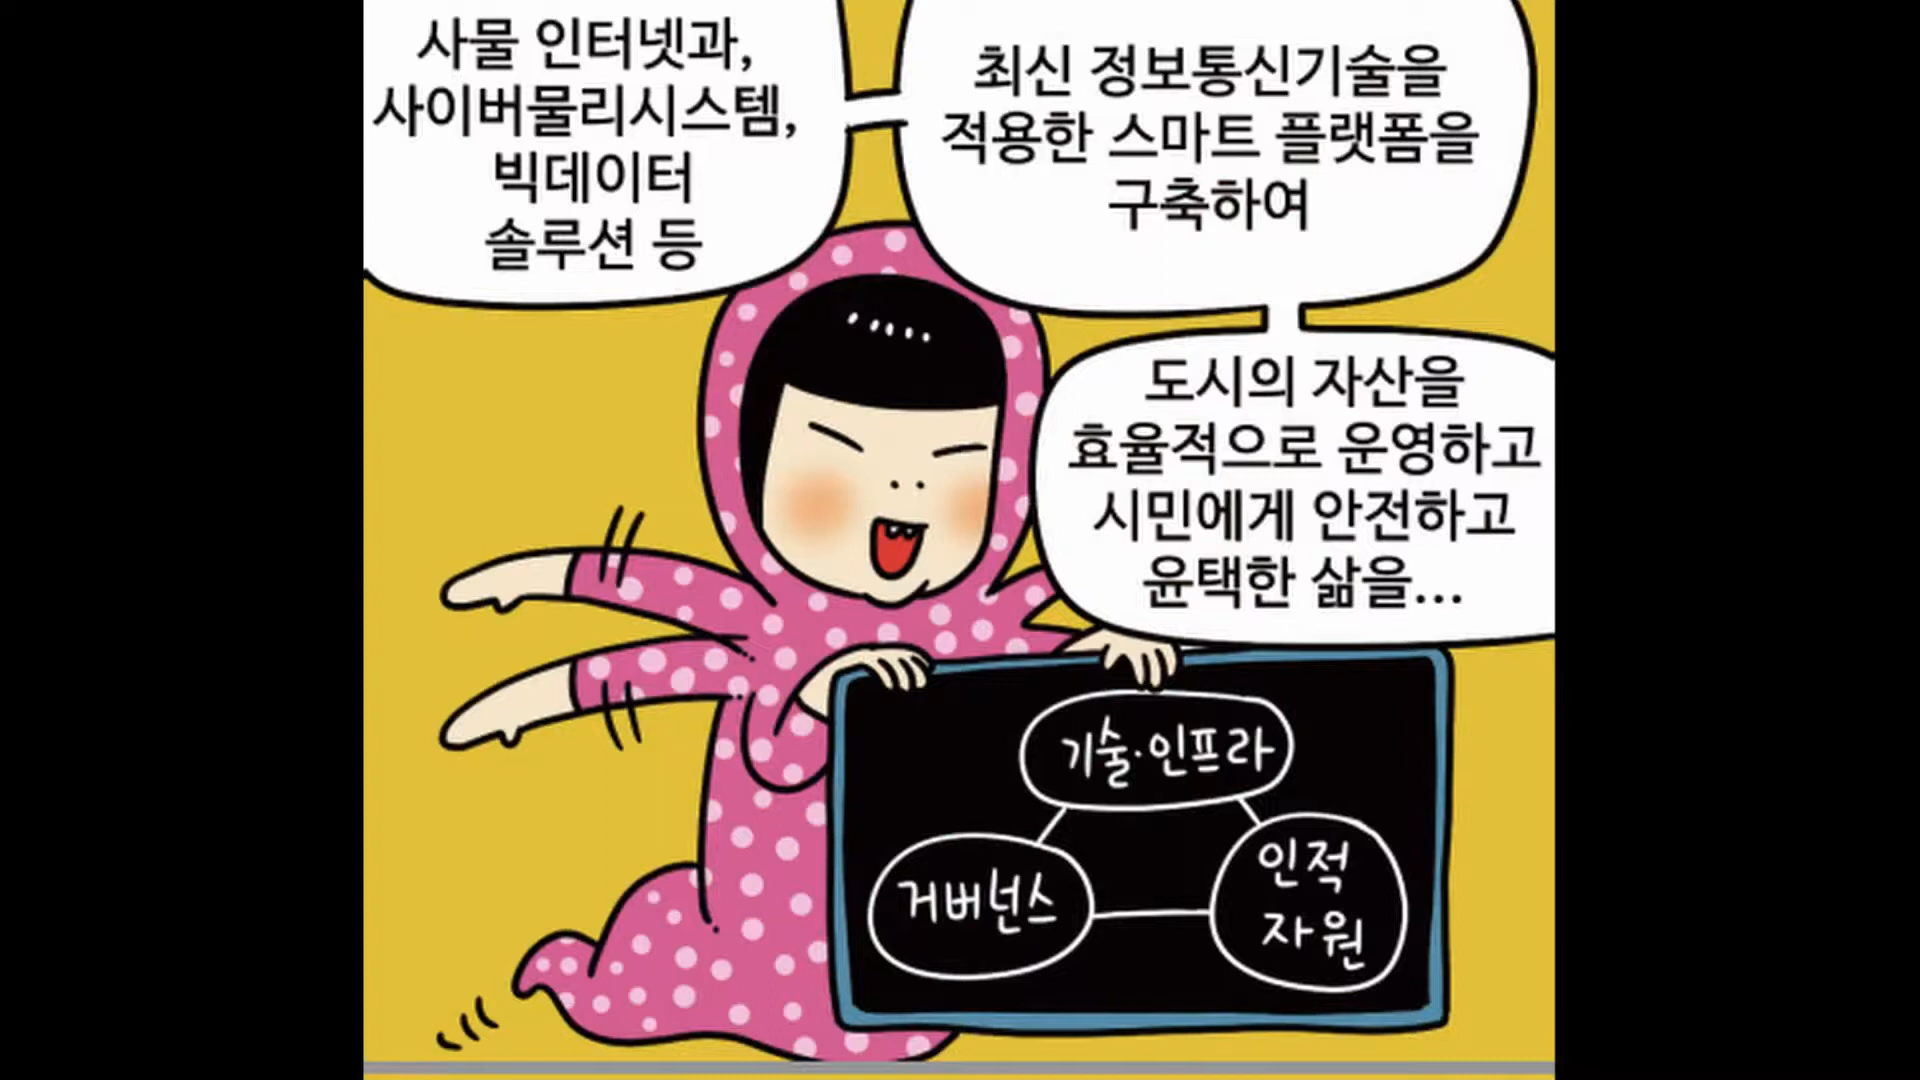 사물 인터넷과,
사이버물리시스템,
빅데이터
솔루션 등
최신 정보통신기술을
적용한 스마트 플랫폼을
구축하여
도시의 자산을
효율적으로 운영하고
시민에게 안전하고
윤택한 삶을...
기술·인프라
거버넌스
인적
자원